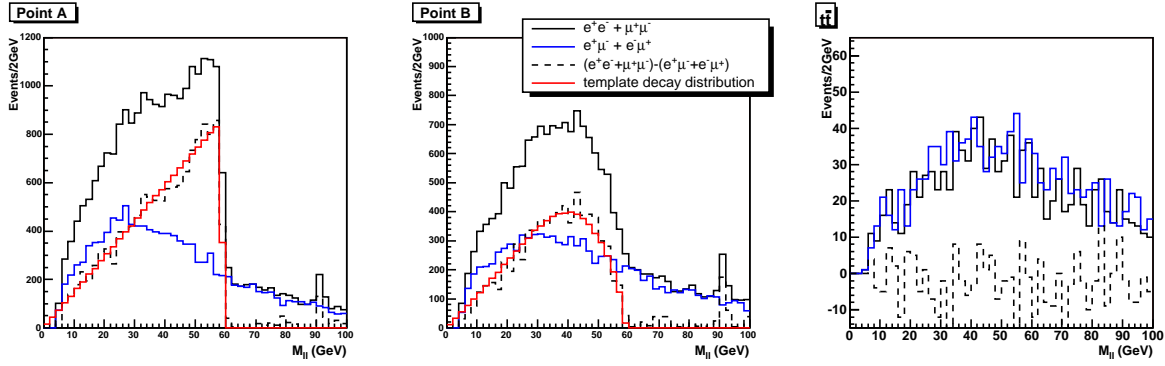 Point A
Events/2GeV
1200
1000
800
600
400
200
0
0 10 20 30 40 50 60 70 80 90 100
M_ll (GeV)
Point B
Events/2GeV
1000
900
800
700
600
500
400
300
200
100
0
0 10 20 30 40 50 60 70 80 90 100
M_ll (GeV)
e⁺e⁻ + μ⁺μ⁻
e⁺μ⁻ + e⁻μ⁺
(e⁺e⁻+μ⁺μ⁻)-(e⁺μ⁻+e⁻μ⁺)
template decay distribution
tt̄
Events/2GeV
60
50
40
30
20
10
0
-10
0 10 20 30 40 50 60 70 80 90 100
M_ll (GeV)